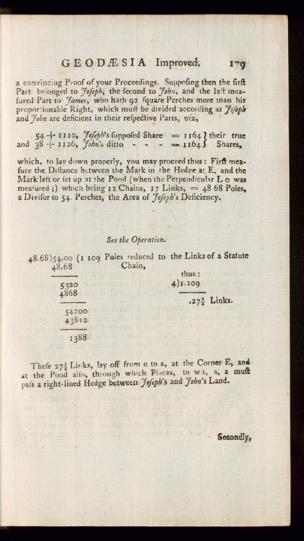 GEODÆSIA Improved. 179
a convincing Proof of your Proceedings. Supposing then the first
Part belonged to Joseph, the second to John, and the last mea-
sured Part to James, who hath 92 square Perches more than his
proportionable Right, which must be divided according as Joseph
and John are deficient in their respective Parts, viz,
54 + 1110, Joseph's supposed Share = 1164 } their true
and 38 + 1126, John's ditto - - - = 1164 } Shares,
which, to lay down properly, you may proceed thus: First mea-
sure the Distance between the Mark in the Hedge at E, and the
Mark left or set up at the Pond (when the Perpendicular L o was
measured;) which being 12 Chains, 17 Links, = 48 68 Poles,
a Divisor to 54. Perches, the Area of Joseph's Deficiency.
See the Operation.
48.68)54.00 (1 109 Poles reduced to the Links of a Statute
48.68 Chain,
thus:
5320 4)1.109
4868
.27¾ Links.
54200
43812
1388
These 27¾ Links, lay off from n to a, at the Corner E, and
at the Pond also, through which Places, to wit, a, a must
pass a right-lined Hedge between Joseph's and John's Land.
Secondly,